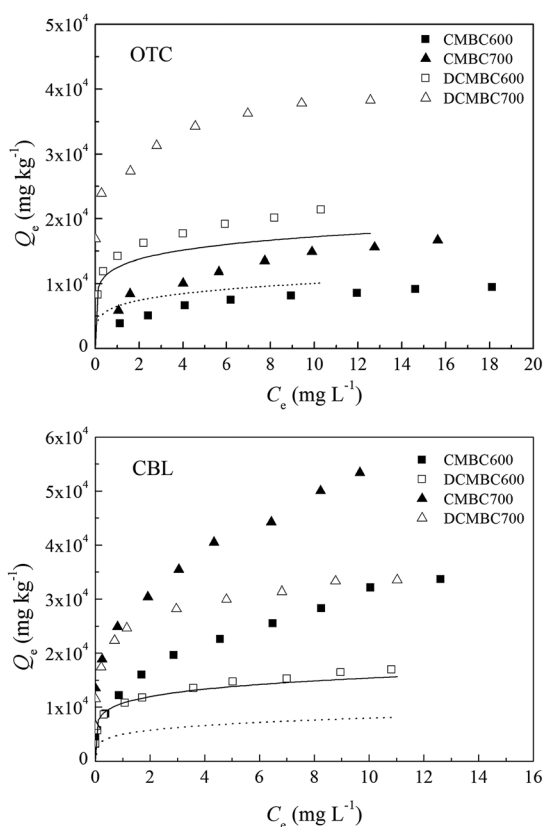 OTC
CMBC600
CMBC700
DCMBC600
DCMBC700
5x10⁴
4x10⁴
3x10⁴
2x10⁴
1x10⁴
0
Qₑ (mg kg⁻¹)
0 2 4 6 8 10 12 14 16 18 20
Cₑ (mg L⁻¹)
CBL
CMBC600
DCMBC600
CMBC700
DCMBC700
6x10⁴
5x10⁴
4x10⁴
3x10⁴
2x10⁴
1x10⁴
0
Qₑ (mg kg⁻¹)
0 2 4 6 8 10 12 14 16
Cₑ (mg L⁻¹)